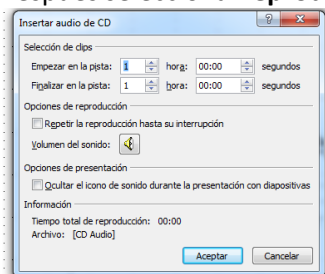 Insertar audio de CD
Selección de clips
Empezar en la pista: 1 hora: 00:00 segundos
Finalizar en la pista: 1 hora: 00:00 segundos
Opciones de reproducción
Repetir la reproducción hasta su interrupción
Volumen del sonido:
Opciones de presentación
Ocultar el icono de sonido durante la presentación con diapositivas
Información
Tiempo total de reproducción: 00:00
Archivo: [CD Audio]
Aceptar Cancelar